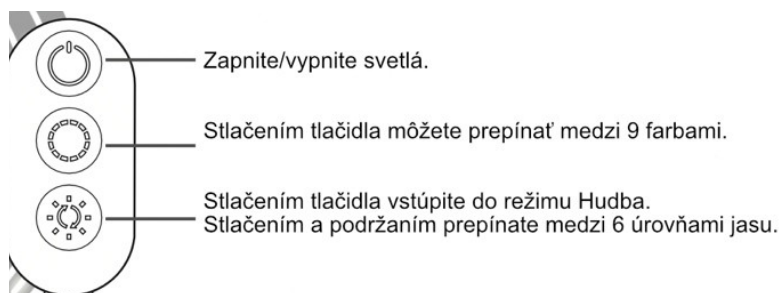 Zapnite/vypnite svetlá.
Stlačením tlačidla môžete prepínať medzi 9 farbami.
Stlačením tlačidla vstúpite do režimu Hudba.
Stlačením a podržaním prepínate medzi 6 úrovňami jasu.